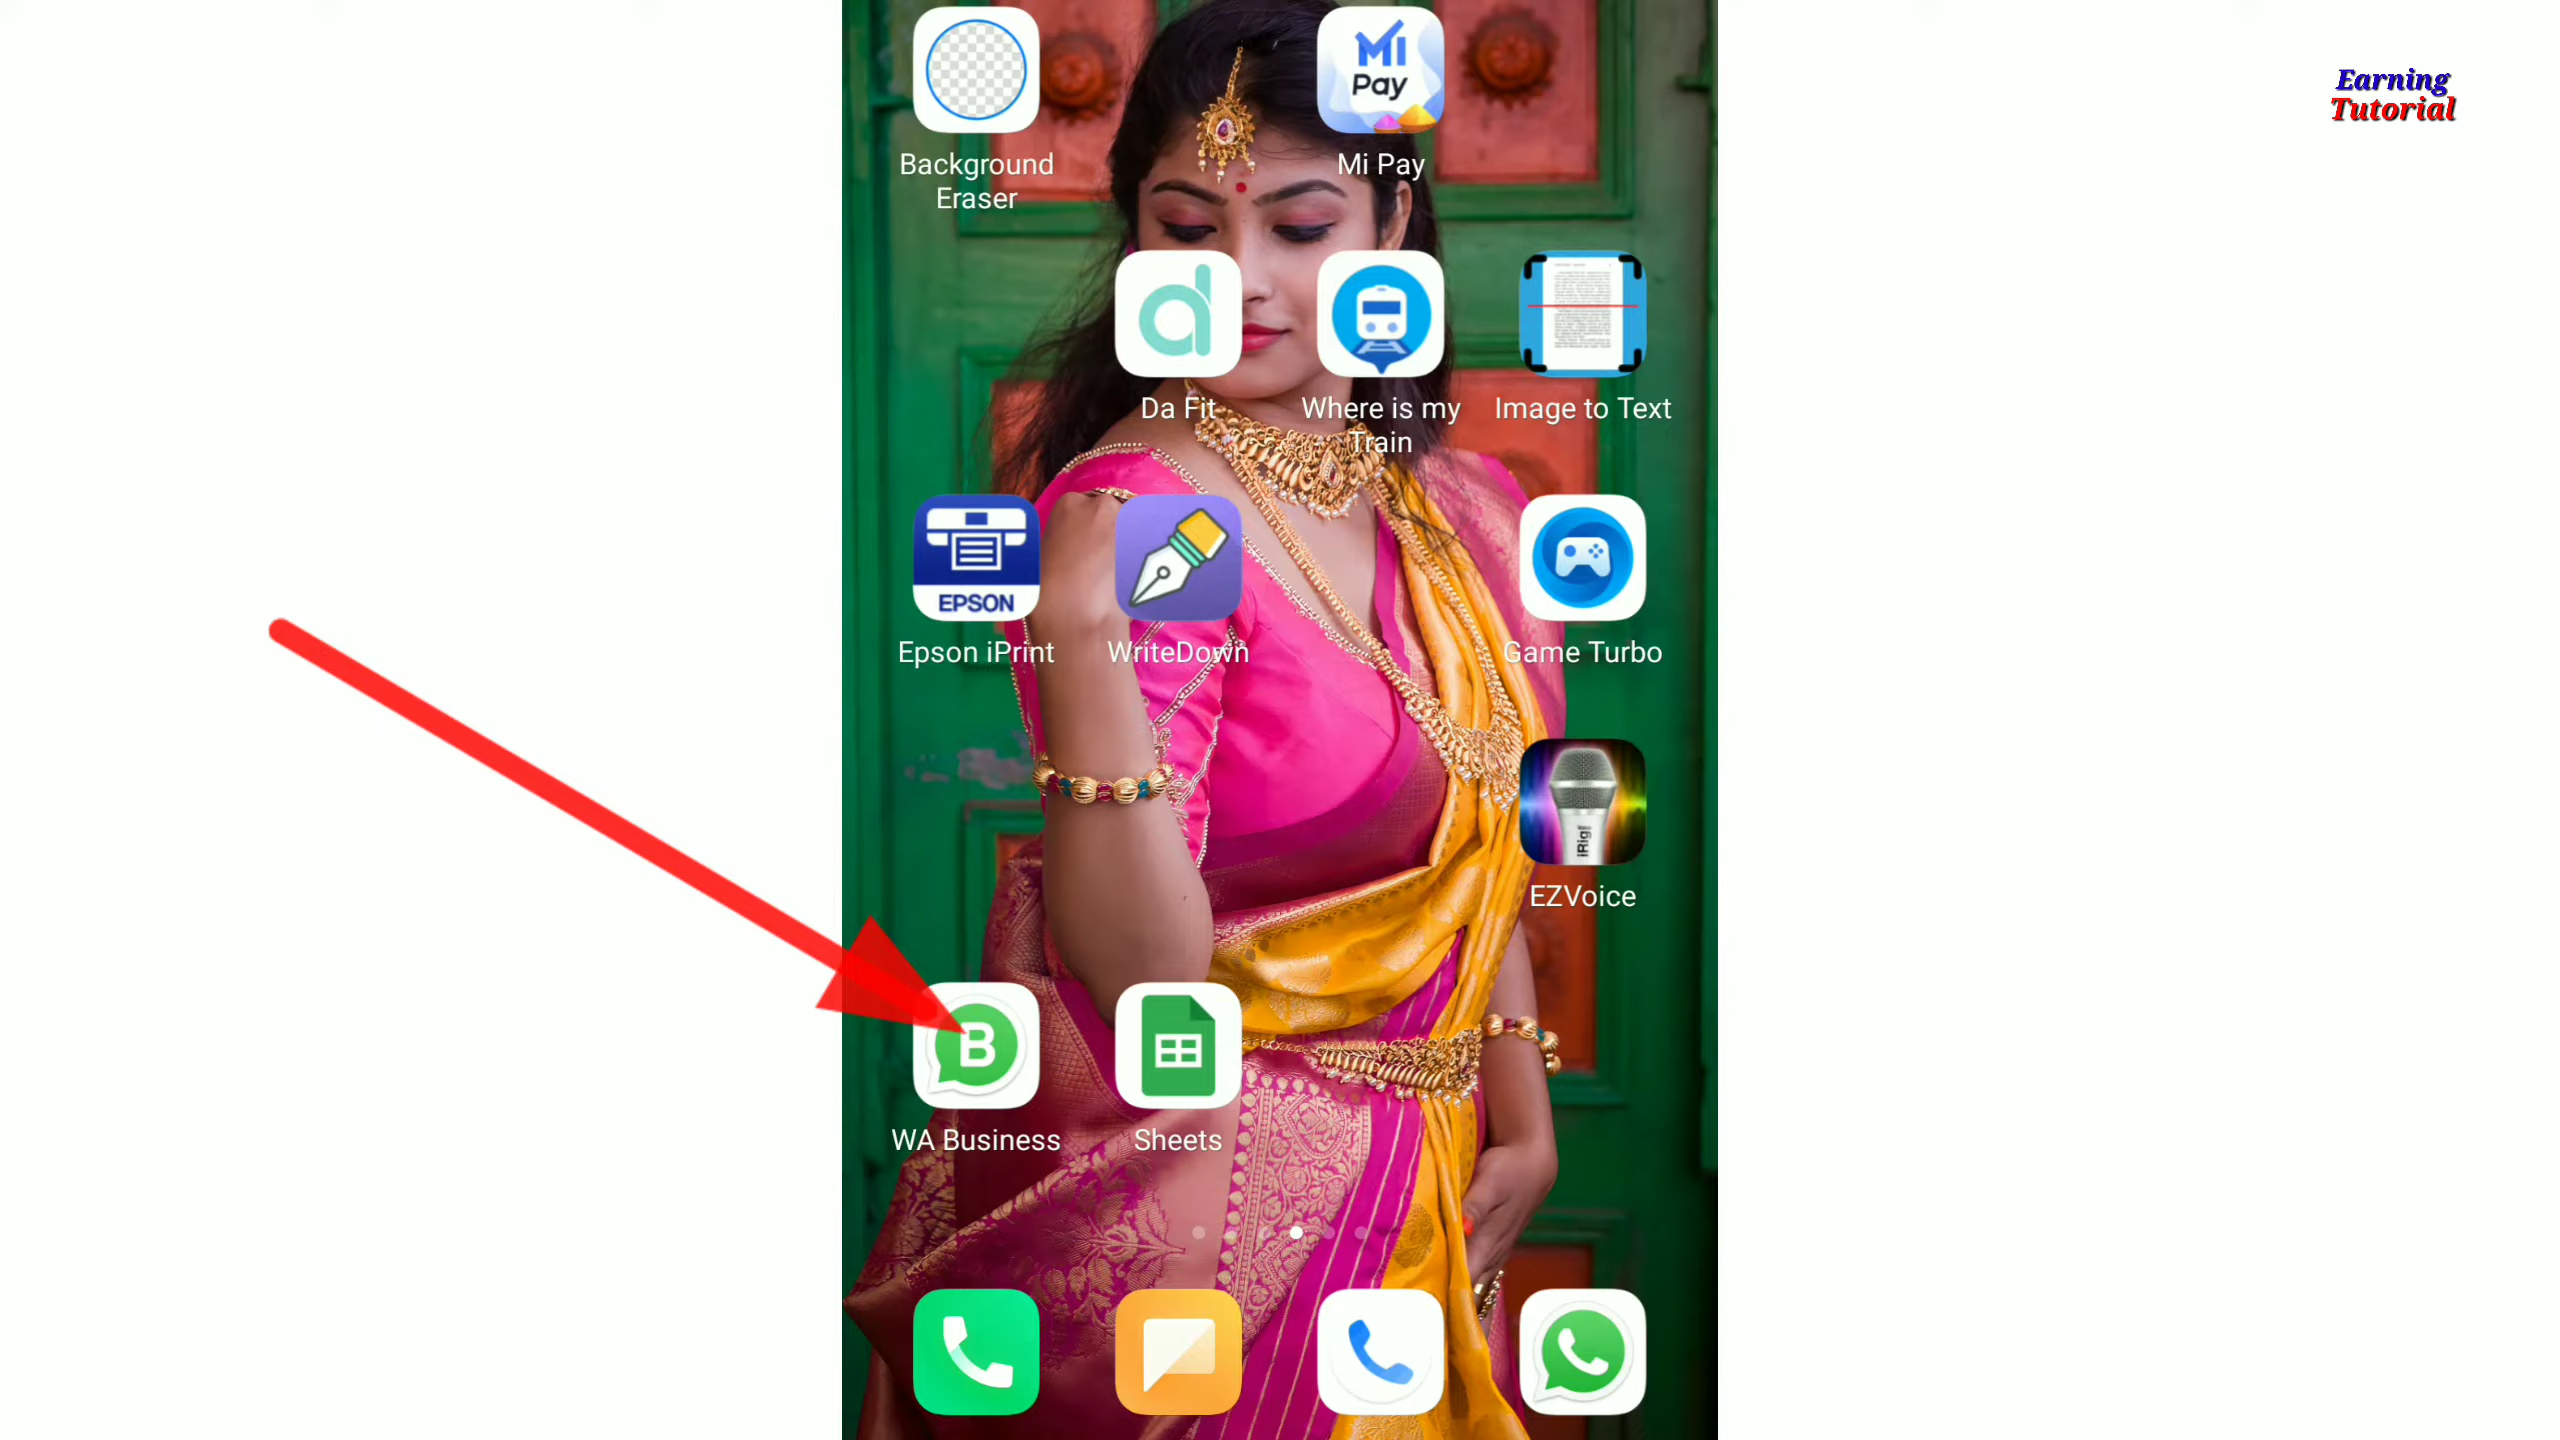 Earning
Tutorial
Mi
Pay
Background
Eraser
Mi Pay
Da Fit
Where is my
Train
Image to Text
EPSON
Epson iPrint
WriteDown
Game Turbo
iRig
EZVoice
B
WA Business
Sheets